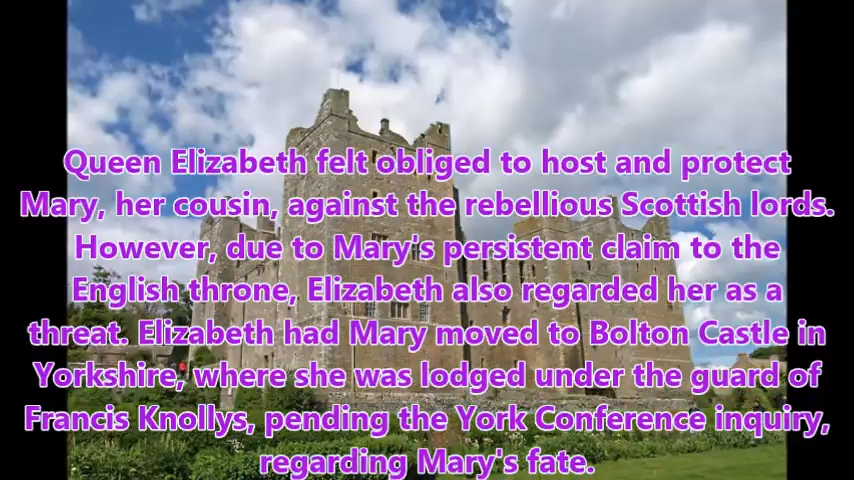 Queen Elizabeth felt obliged to host and protect
Mary, her cousin, against the rebellious Scottish lords.
However, due to Mary's persistent claim to the
English throne, Elizabeth also regarded her as a
threat. Elizabeth had Mary moved to Bolton Castle in
Yorkshire, where she was lodged under the guard of
Francis Knollys, pending the York Conference inquiry,
regarding Mary's fate.